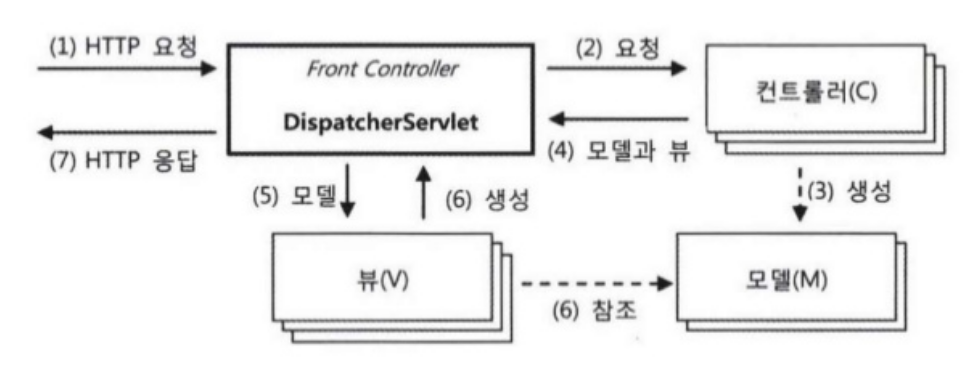 (1) HTTP 요청
Front Controller
DispatcherServlet
(2) 요청
컨트롤러(C)
(7) HTTP 응답
(4) 모델과 뷰
(5) 모델
(6) 생성
(3) 생성
뷰(V)
모델(M)
(6) 참조